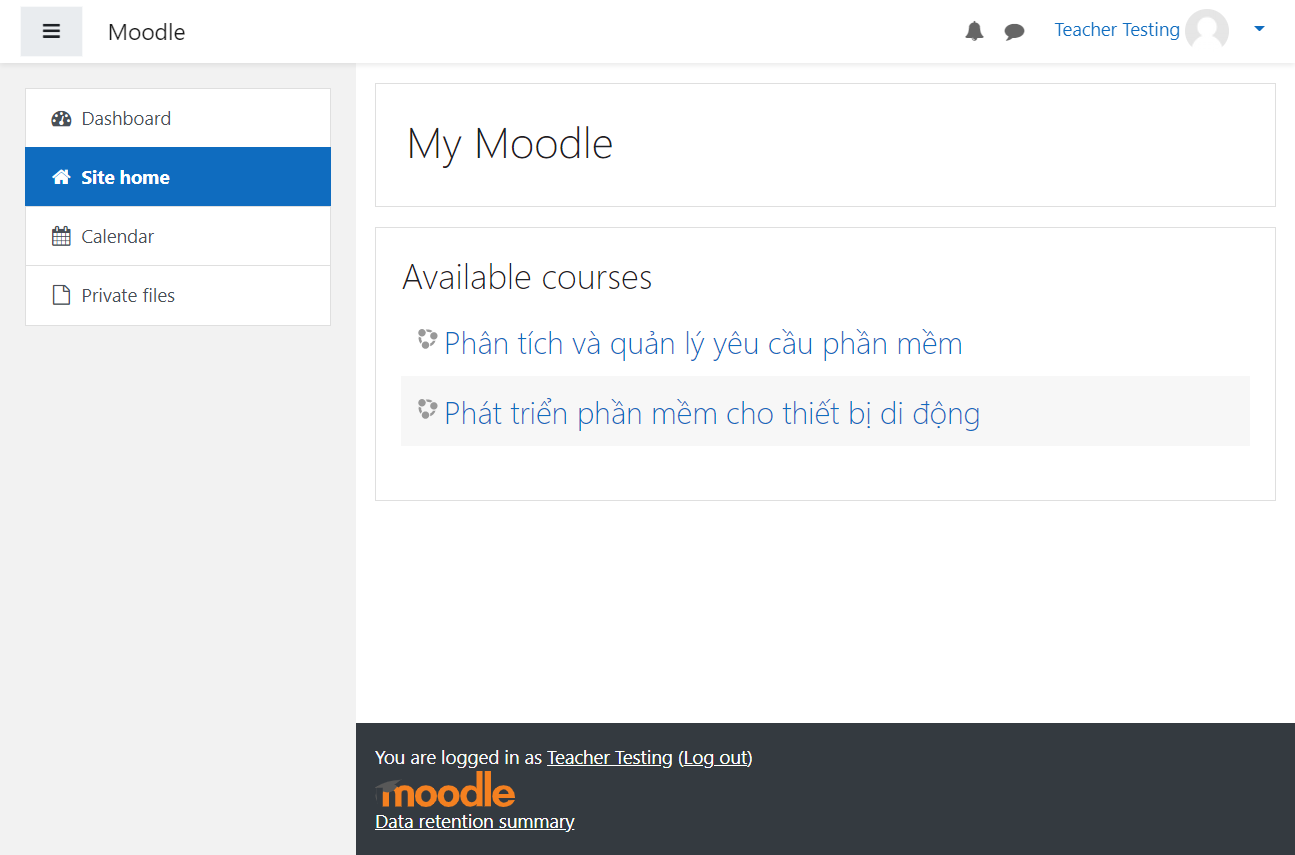 Moodle
Teacher Testing
Dashboard
Site home
Calendar
Private files
My Moodle
Available courses
Phân tích và quản lý yêu cầu phần mềm
Phát triển phần mềm cho thiết bị di động
You are logged in as Teacher Testing (Log out)
moodle
Data retention summary